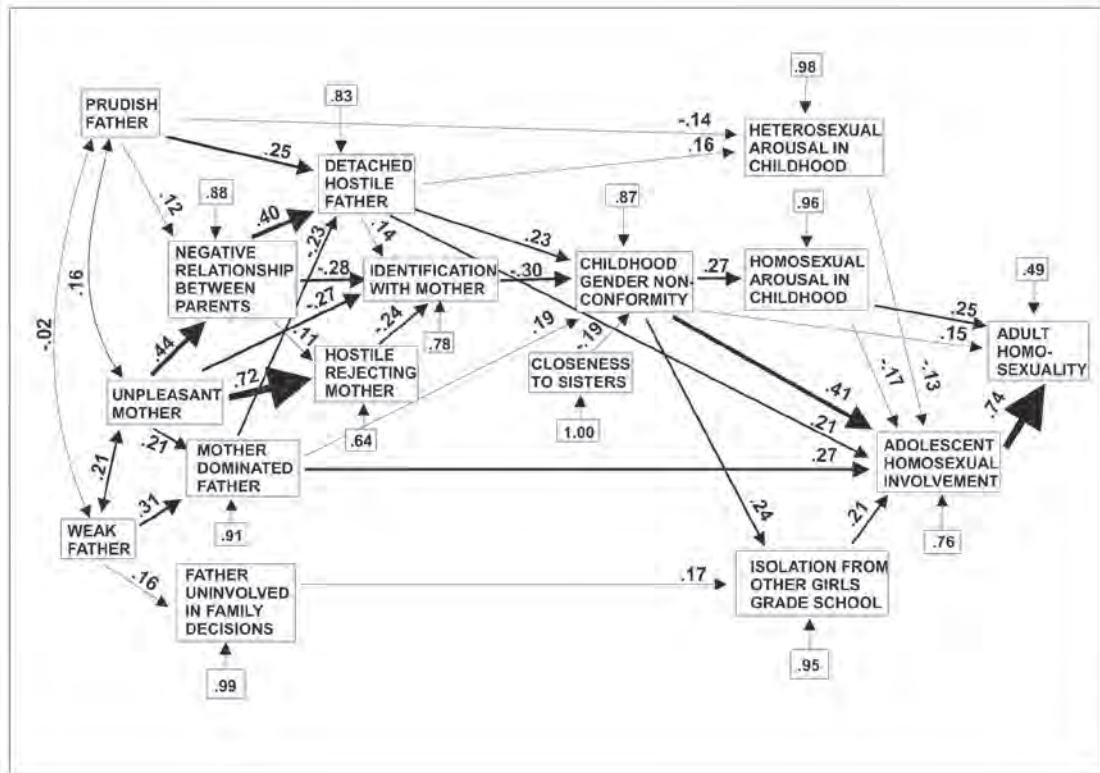 .98
.83
PRUDISH
FATHER
-.14
HETEROSEXUAL
AROUSAL IN
CHILDHOOD
.16
.25
DETACHED
HOSTILE
FATHER
.88
.12
.40
-.23
.14
.87
.96
.23
NEGATIVE
RELATIONSHIP
BETWEEN
PARENTS
-.28
IDENTIFICATION
WITH MOTHER
-.30
CHILDHOOD
GENDER NON-
CONFORMITY
.27
HOMOSEXUAL
AROUSAL IN
CHILDHOOD
.49
.16
-.02
-.27
-.24
.19
-.19
.25
.15
ADULT
HOMO-
SEXUALITY
.44
.11
.78
HOSTILE
REJECTING
MOTHER
CLOSENESS
TO SISTERS
-.17
-.13
.72
UNPLEASANT
MOTHER
.41
.74
.21
.64
1.00
.21
ADOLESCENT
HOMOSEXUAL
INVOLVEMENT
MOTHER
DOMINATED
FATHER
.27
.21
.31
.24
.21
WEAK
FATHER
.91
.76
.16
FATHER
UNINVOLVED
IN FAMILY
DECISIONS
.17
ISOLATION FROM
OTHER GIRLS
GRADE SCHOOL
.99
.95